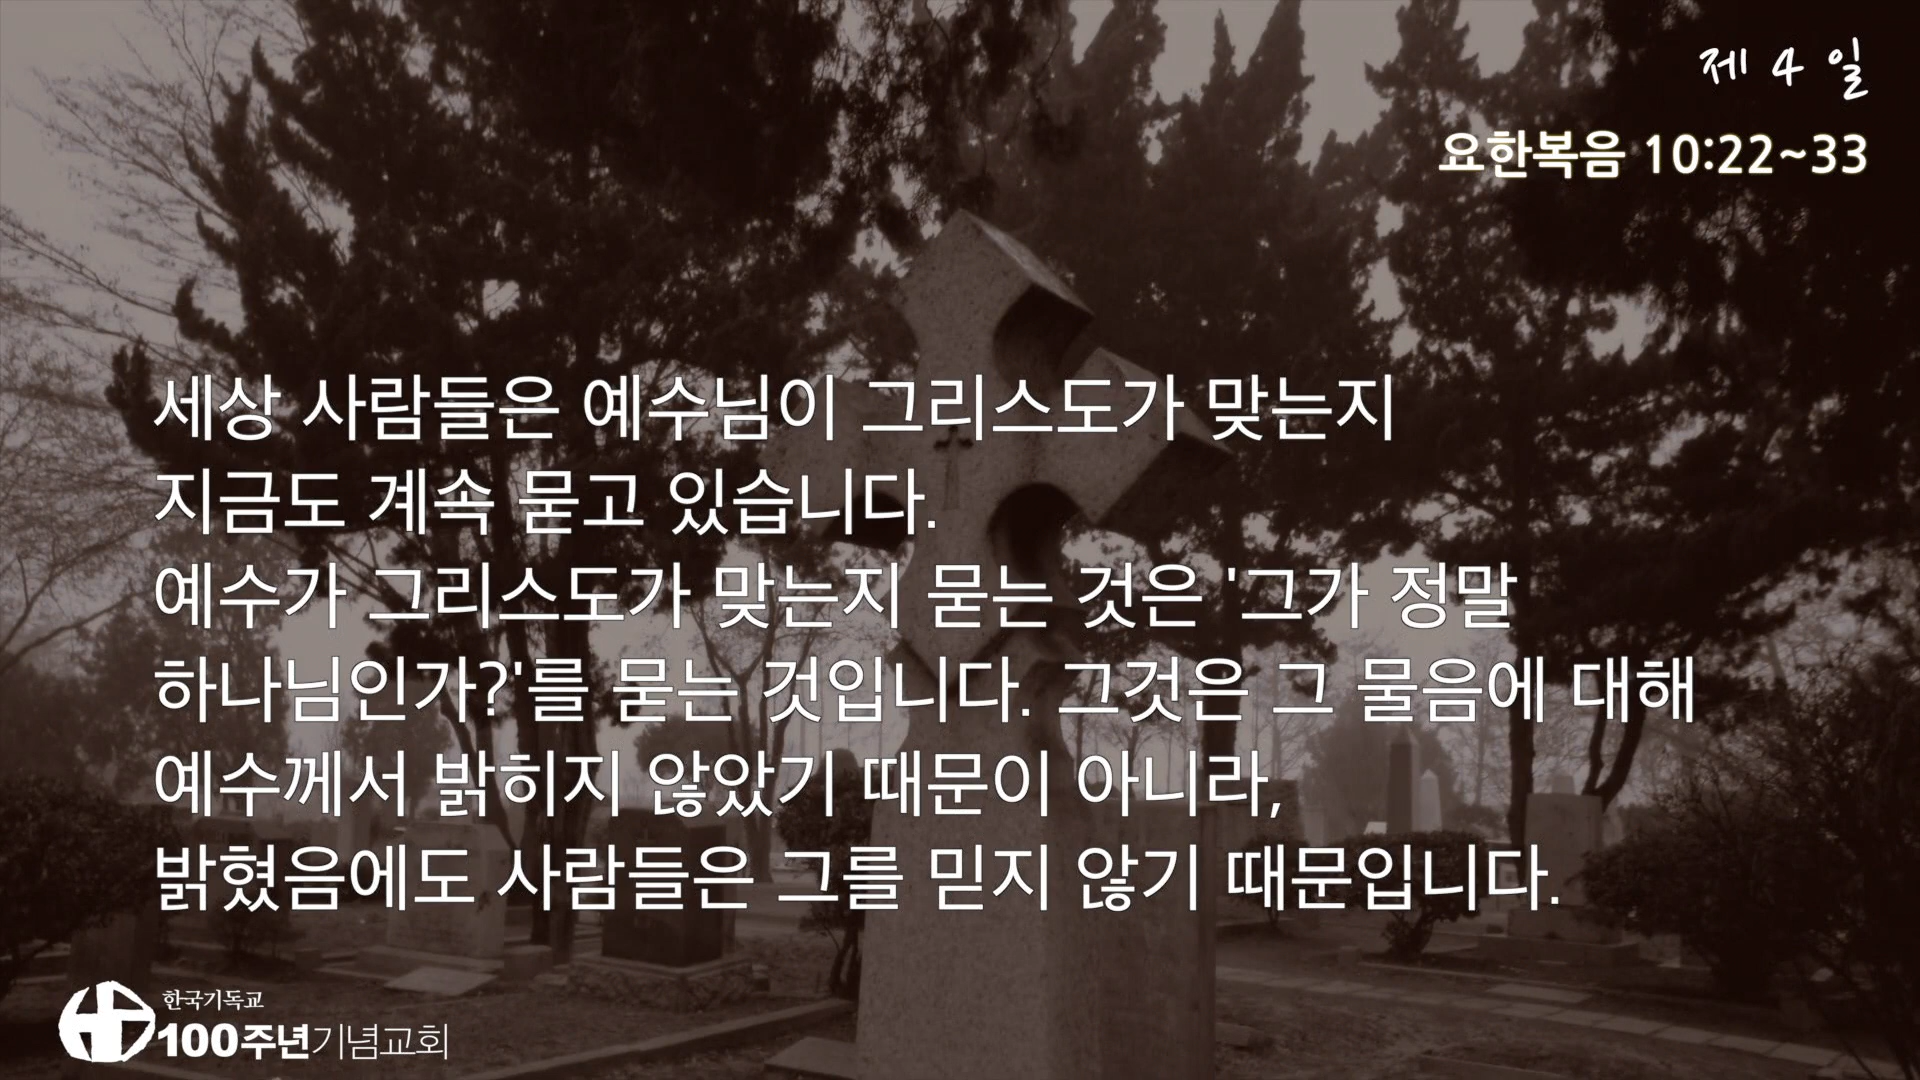 제 4 일
요한복음 10:22~33
세상 사람들은 예수님이 그리스도가 맞는지
지금도 계속 묻고 있습니다.
예수가 그리스도가 맞는지 묻는 것은 '그가 정말
하나님인가?'를 묻는 것입니다. 그것은 그 물음에 대해
예수께서 밝히지 않았기 때문이 아니라,
밝혔음에도 사람들은 그를 믿지 않기 때문입니다.
한국기독교
100주년기념교회